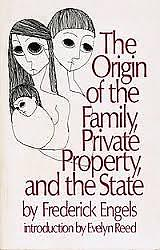 The
Origin
of the
Family,
Private
Property,
and the
State
by Frederick Engels
introduction by Evelyn Reed